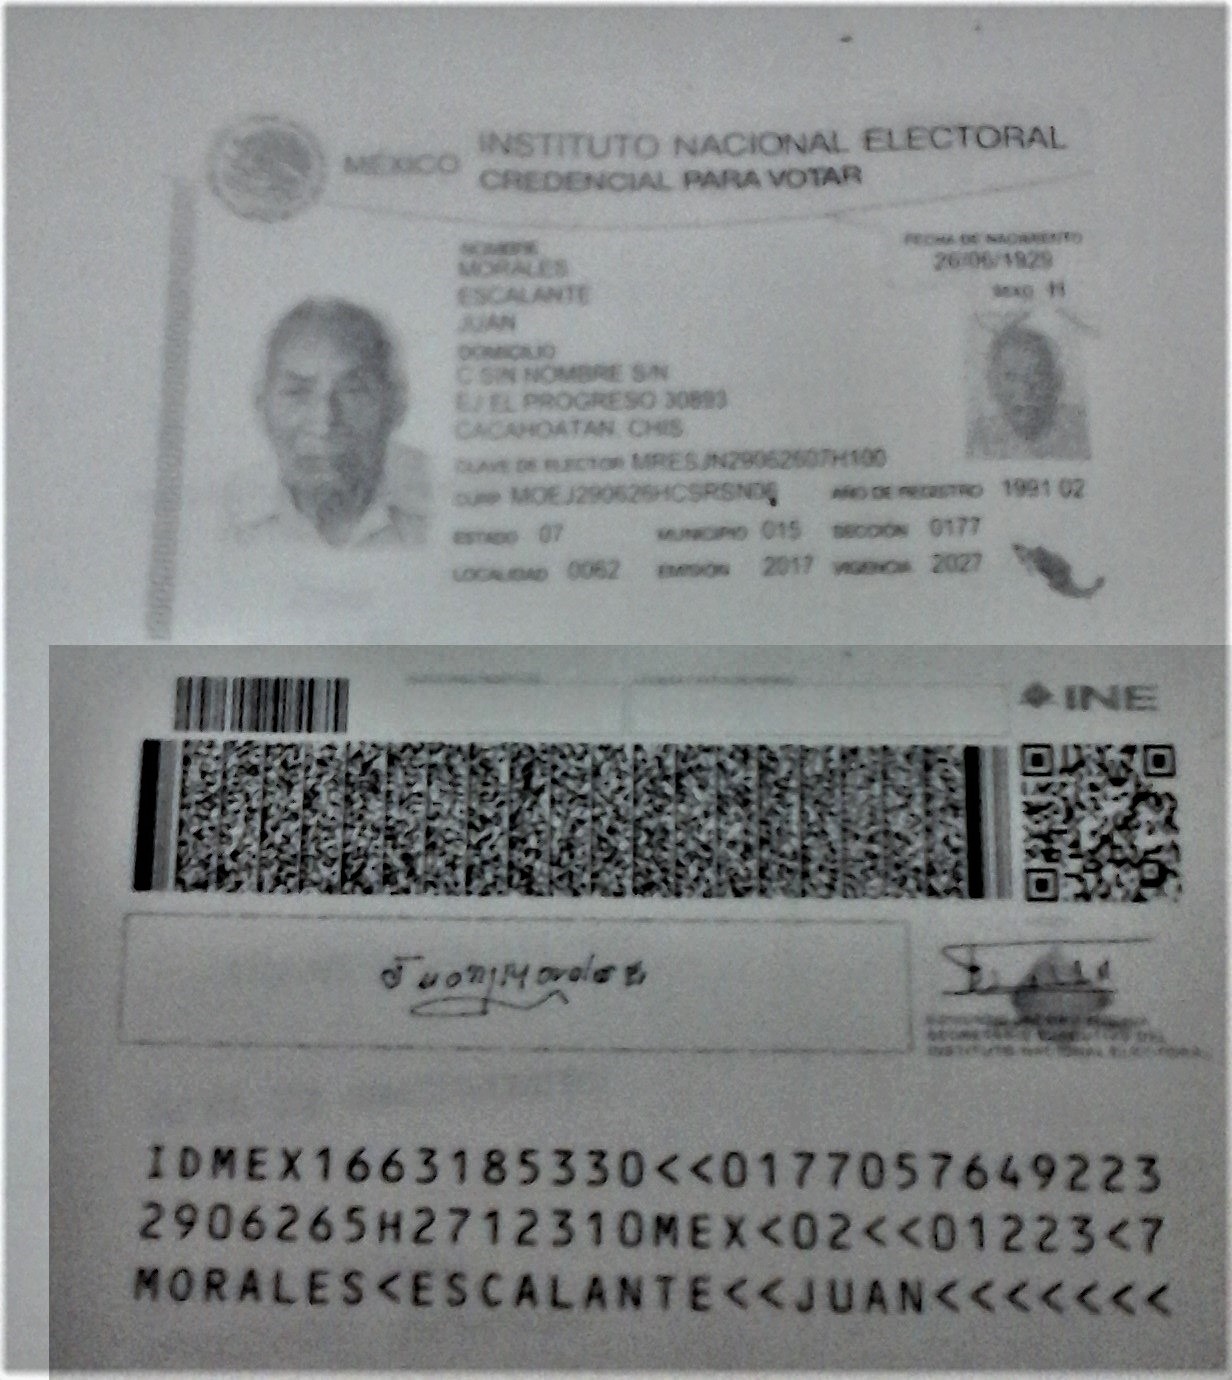 MÉXICO INSTITUTO NACIONAL ELECTORAL
CREDENCIAL PARA VOTAR
NOMBRE
MORALES
ESCALANTE
JUAN
FECHA DE NACIMIENTO
26/06/1929
SEXO H
DOMICILIO
C SIN NOMBRE S/N
EJ EL PROGRESO 30893
CACAHOATAN, CHIS.
CLAVE DE ELECTOR MRESJN29062607H100
CURP MOEJ290626HCSRSN06 AÑO DE REGISTRO 1991 02
ESTADO 07 MUNICIPIO 015 SECCIÓN 0177
LOCALIDAD 0062 EMISIÓN 2017 VIGENCIA 2027
INE
Juan Morales E
SECRETARIO EJECUTIVO DEL
INSTITUTO NACIONAL ELECTORAL
IDMEX1663185330<<0177057649223
2906265H2712310MEX<02<<01223<7
MORALES<ESCALANTE<<JUAN<<<<<<<